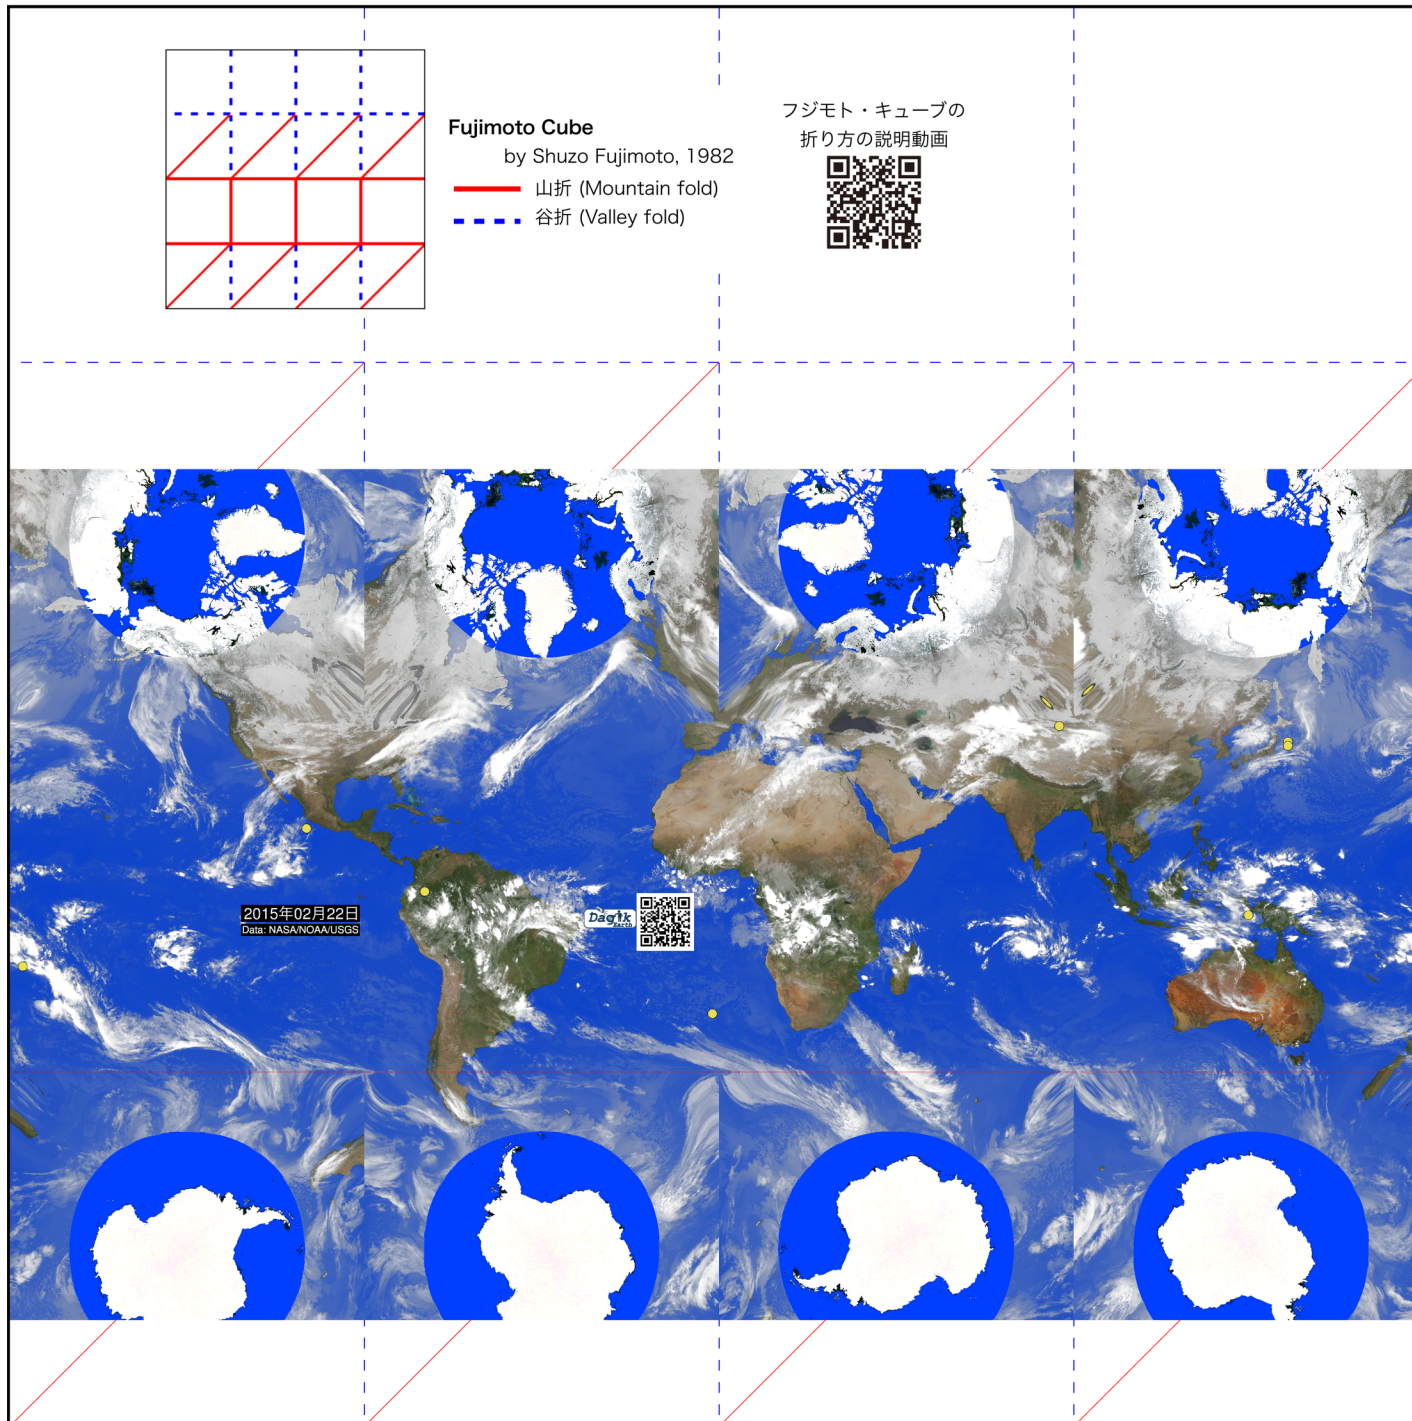 Fujimoto Cube
by Shuzo Fujimoto, 1982
山折 (Mountain fold)
谷折 (Valley fold)
フジモト・キューブの
折り方の説明動画
2015年02月22日
Data: NASA/NOAA/USGS
Dagik
Earth